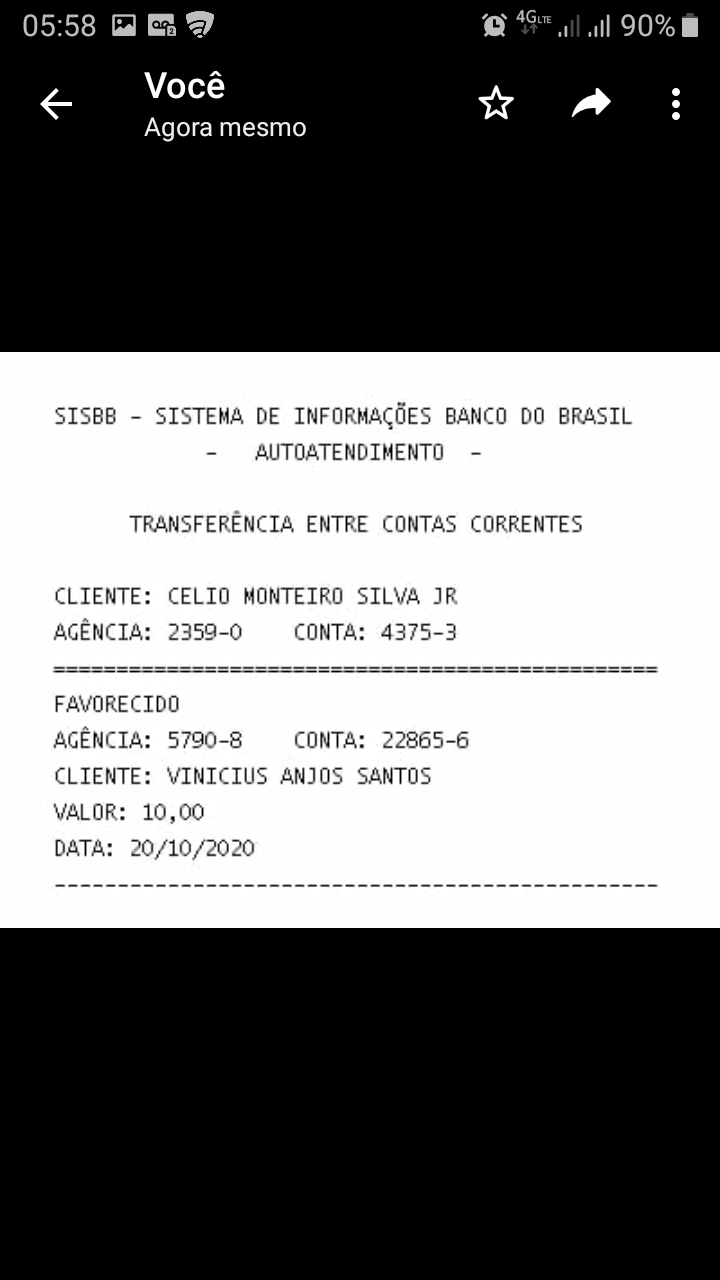 05:58 4G LTE 90%
Você
Agora mesmo
SISBB - SISTEMA DE INFORMAÇÕES BANCO DO BRASIL
- AUTOATENDIMENTO -
TRANSFERÊNCIA ENTRE CONTAS CORRENTES
CLIENTE: CELIO MONTEIRO SILVA JR
AGÊNCIA: 2359-0 CONTA: 4375-3
================================================
FAVORECIDO
AGÊNCIA: 5790-8 CONTA: 22865-6
CLIENTE: VINICIUS ANJOS SANTOS
VALOR: 10,00
DATA: 20/10/2020
------------------------------------------------